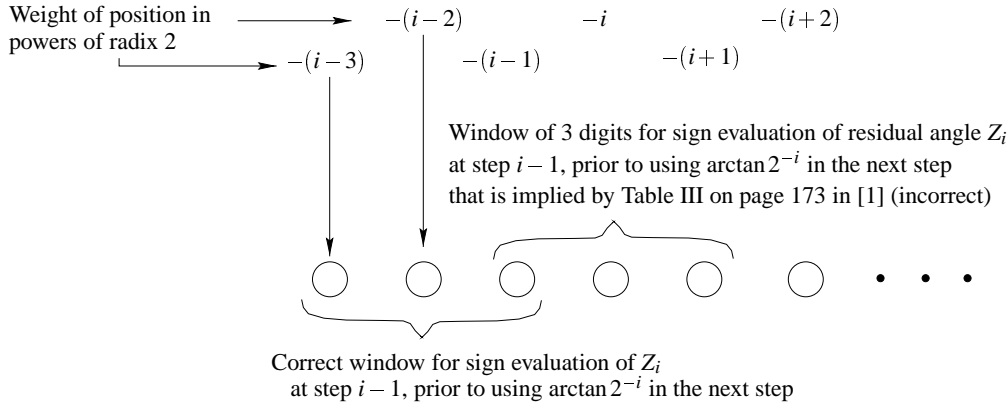 Weight of position in
powers of radix 2
−(i−2) −i −(i+2)
−(i−3) −(i−1) −(i+1)
Window of 3 digits for sign evaluation of residual angle Zᵢ
at step i−1, prior to using arctan 2⁻ⁱ in the next step
that is implied by Table III on page 173 in [1] (incorrect)
Correct window for sign evaluation of Zᵢ
at step i−1, prior to using arctan 2⁻ⁱ in the next step